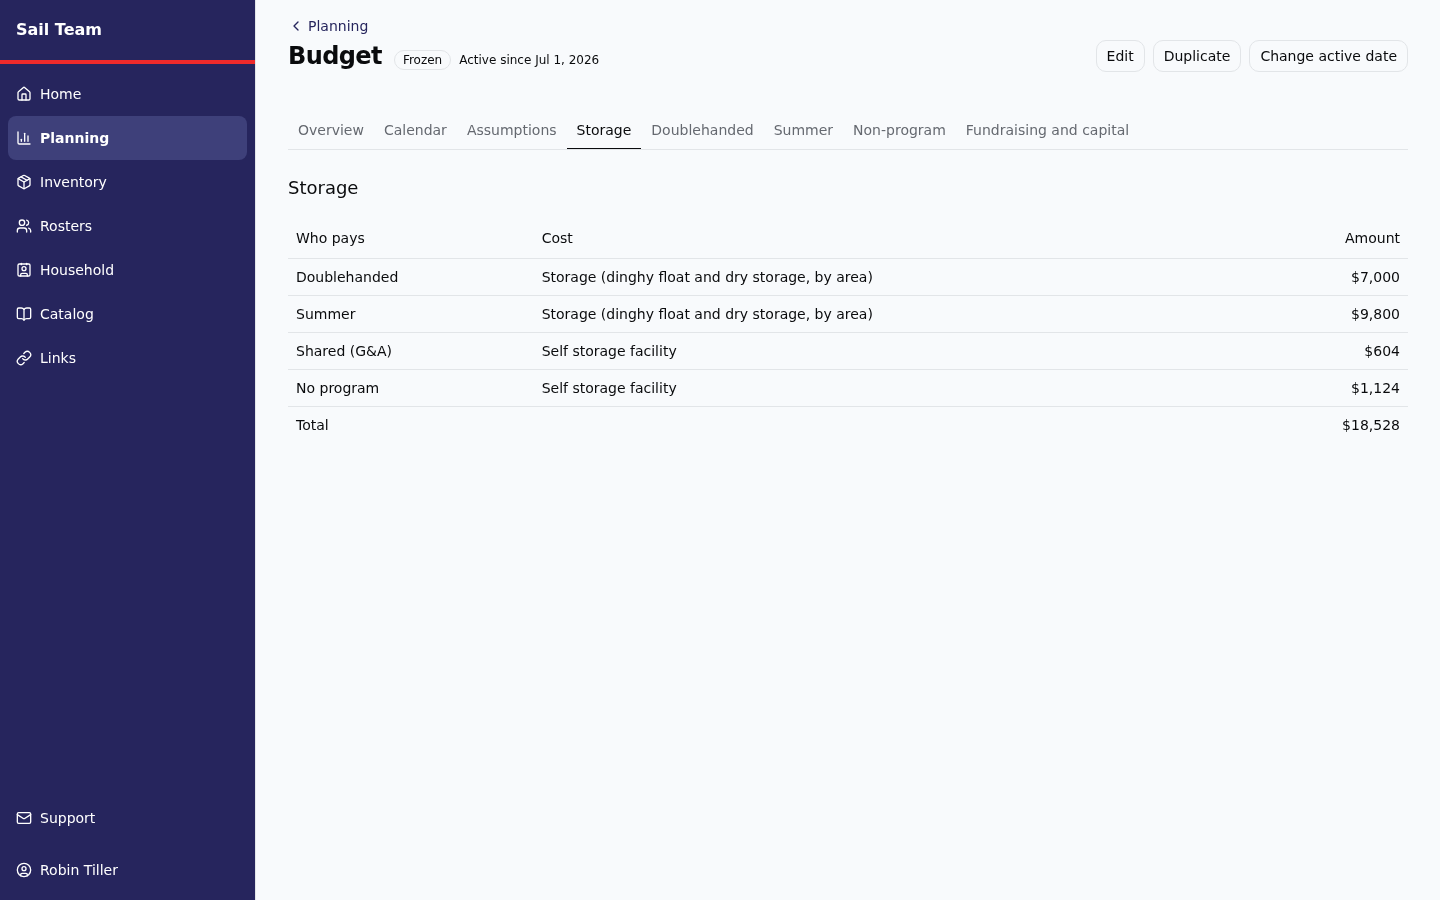 Sail Team
Home
Planning
Inventory
Rosters
Household
Catalog
Links
Support
Robin Tiller
Planning
Budget Frozen Active since Jul 1, 2026
Edit Duplicate Change active date
Overview Calendar Assumptions Storage Doublehanded Summer Non-program Fundraising and capital
Storage
Who pays Cost Amount
Doublehanded Storage (dinghy float and dry storage, by area) $7,000
Summer Storage (dinghy float and dry storage, by area) $9,800
Shared (G&A) Self storage facility $604
No program Self storage facility $1,124
Total $18,528